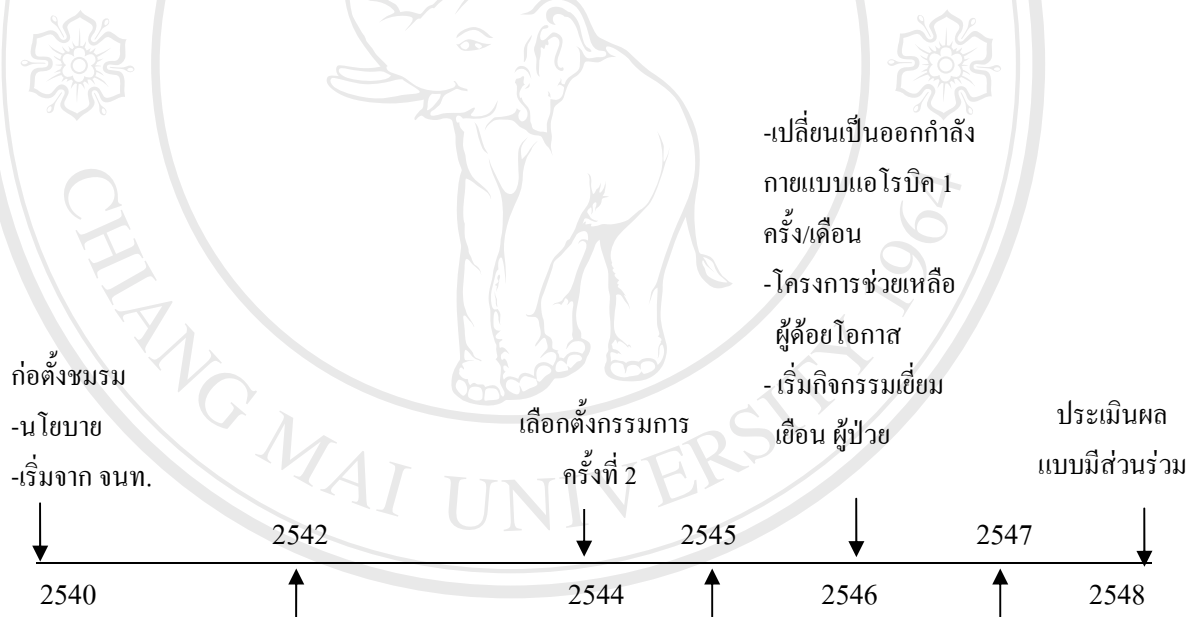 -เปลี่ยนเป็นออกกำลัง
กายแบบแอโรบิค 1
ครั้ง/เดือน
-โครงการช่วยเหลือ
ผู้ด้อยโอกาส
- เริ่มกิจกรรมเยี่ยม
เยือน ผู้ป่วย
ก่อตั้งชมรม
-นโยบาย
-เริ่มจาก จนท.
เลือกตั้งกรรมการ
ครั้งที่ 2
ประเมินผล
แบบมีส่วนร่วม
2542
2545
2547
2540
2544
2546
2548
CHIANG MAI UNIVERSITY 1964